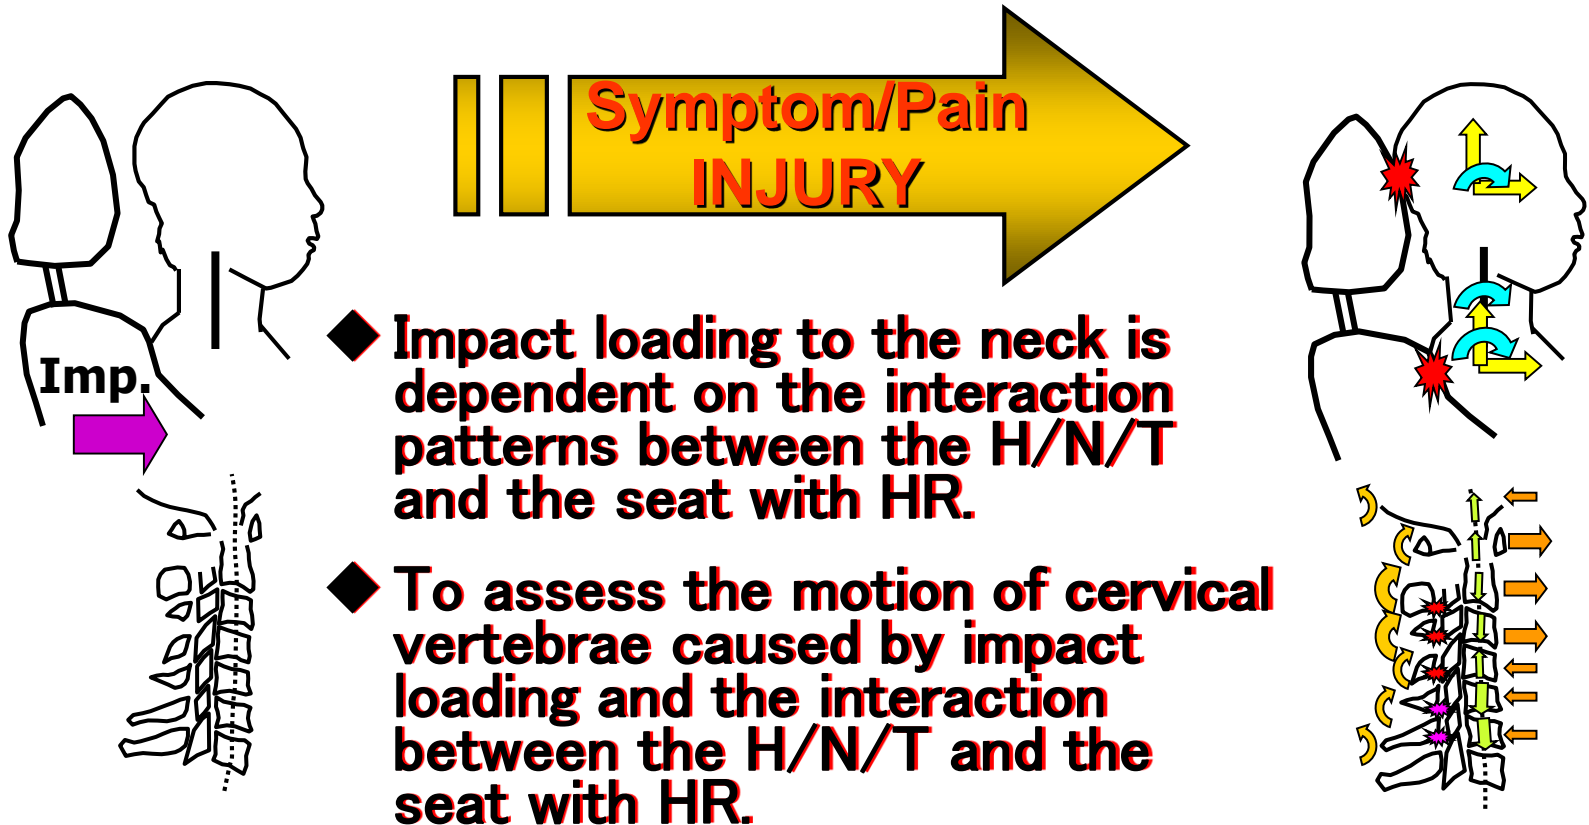 Symptom/Pain
INJURY
Imp.
◆Impact loading to the neck is
dependent on the interaction
patterns between the H/N/T
and the seat with HR.
◆To assess the motion of cervical
vertebrae caused by impact
loading and the interaction
between the H/N/T and the
seat with HR.